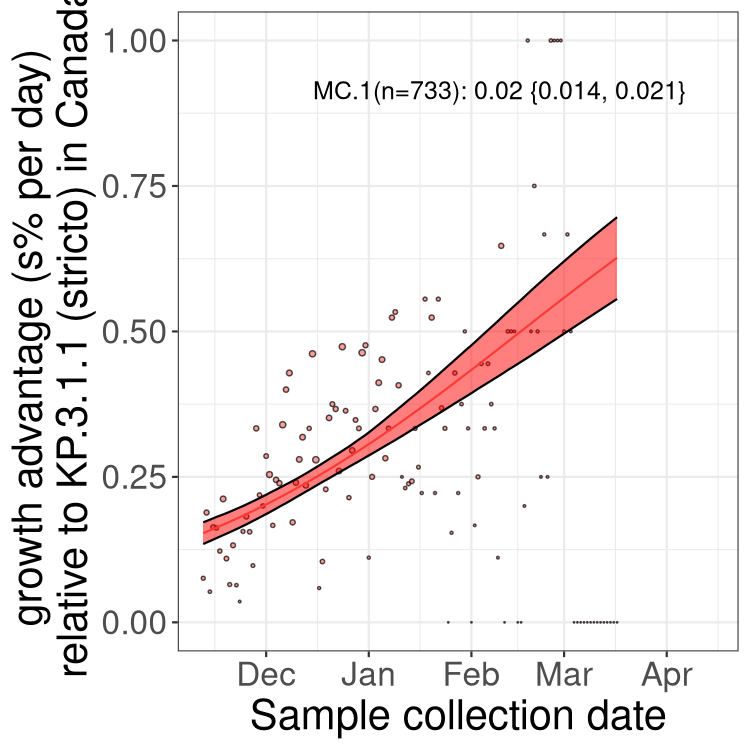 growth advantage (s% per day)
relative to KP.3.1.1 (stricto) in Canada
1.00
0.75
0.50
0.25
0.00
MC.1(n=733): 0.02 {0.014, 0.021}
Dec Jan Feb Mar Apr
Sample collection date